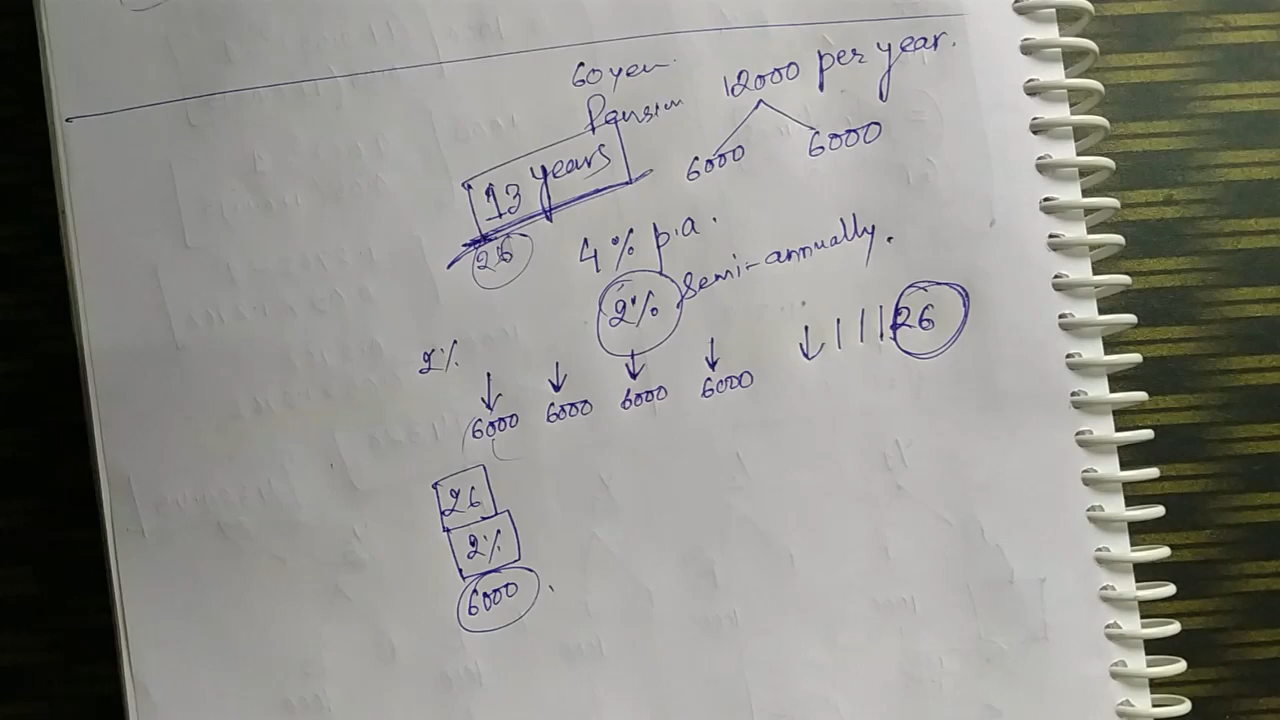 60 year
Pension
12000 per year.
6000 6000
13 years
26
4% p.a.
2% semi-annually.
2%
26
6000 6000 6000 6000
26
2%
6000